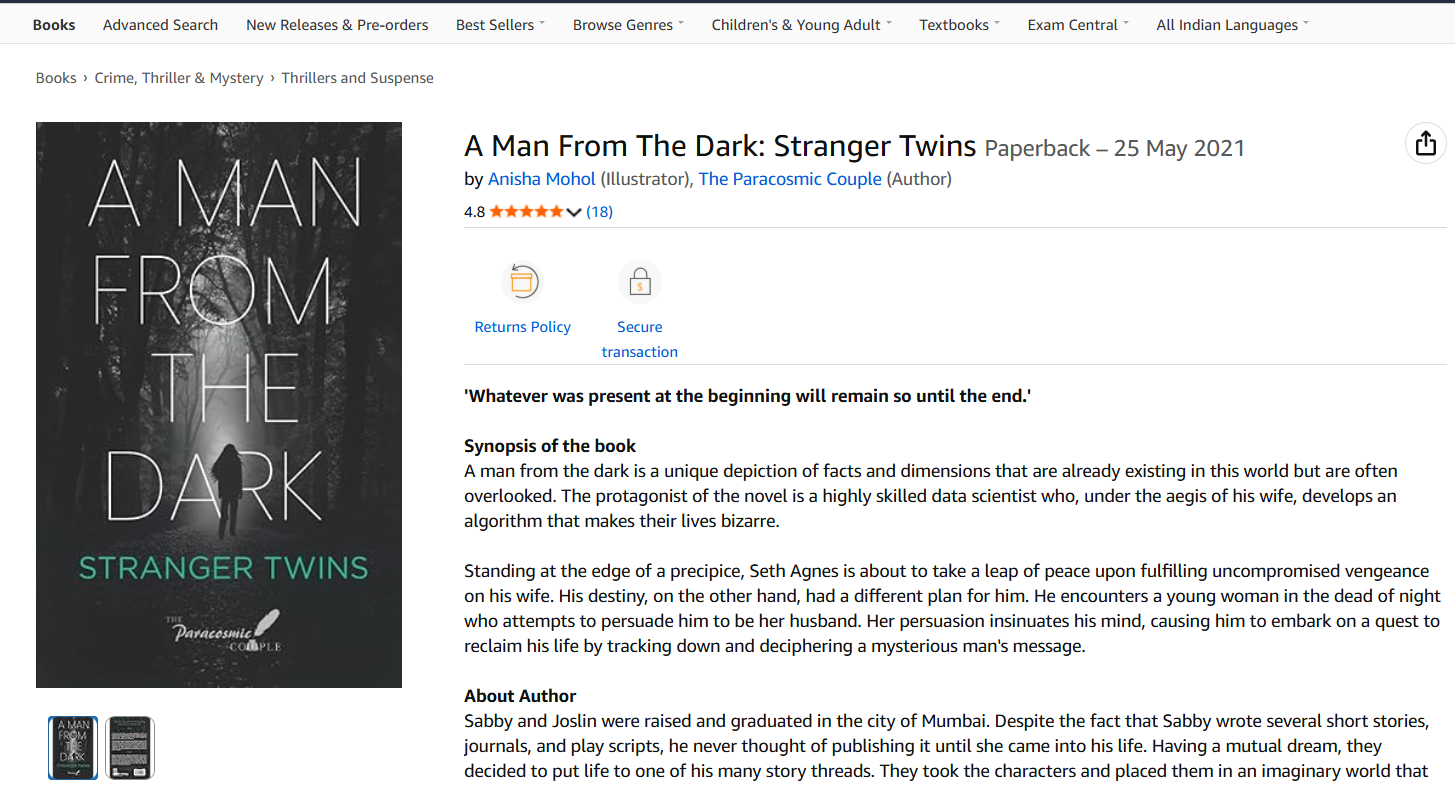 Books Advanced Search New Releases & Pre-orders Best Sellers Browse Genres Children's & Young Adult Textbooks Exam Central All Indian Languages
Books › Crime, Thriller & Mystery › Thrillers and Suspense
A MAN
FROM
THE
DARK
STRANGER TWINS
THE
Paracosmic
COUPLE
A Man From The Dark: Stranger Twins Paperback – 25 May 2021
by Anisha Mohol (Illustrator), The Paracosmic Couple (Author)
4.8 (18)
Returns Policy
Secure
transaction
'Whatever was present at the beginning will remain so until the end.'
Synopsis of the book
A man from the dark is a unique depiction of facts and dimensions that are already existing in this world but are often
overlooked. The protagonist of the novel is a highly skilled data scientist who, under the aegis of his wife, develops an
algorithm that makes their lives bizarre.
Standing at the edge of a precipice, Seth Agnes is about to take a leap of peace upon fulfilling uncompromised vengeance
on his wife. His destiny, on the other hand, had a different plan for him. He encounters a young woman in the dead of night
who attempts to persuade him to be her husband. Her persuasion insinuates his mind, causing him to embark on a quest to
reclaim his life by tracking down and deciphering a mysterious man's message.
About Author
Sabby and Joslin were raised and graduated in the city of Mumbai. Despite the fact that Sabby wrote several short stories,
journals, and play scripts, he never thought of publishing it until she came into his life. Having a mutual dream, they
decided to put life to one of his many story threads. They took the characters and placed them in an imaginary world that
A MAN
FROM
THE
DARK